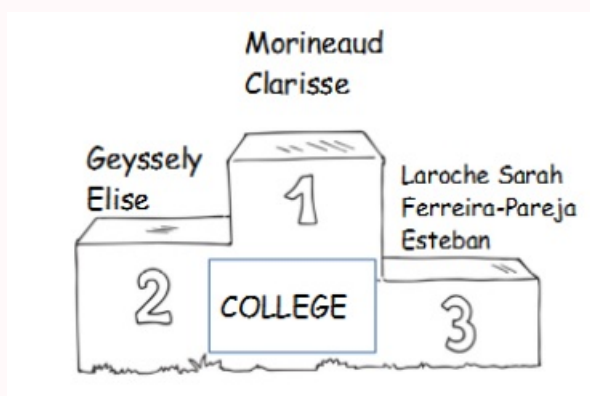 Morineaud
Clarisse
Geyssely
Elise
1
Laroche Sarah
Ferreira-Pareja
Esteban
2
COLLEGE
3